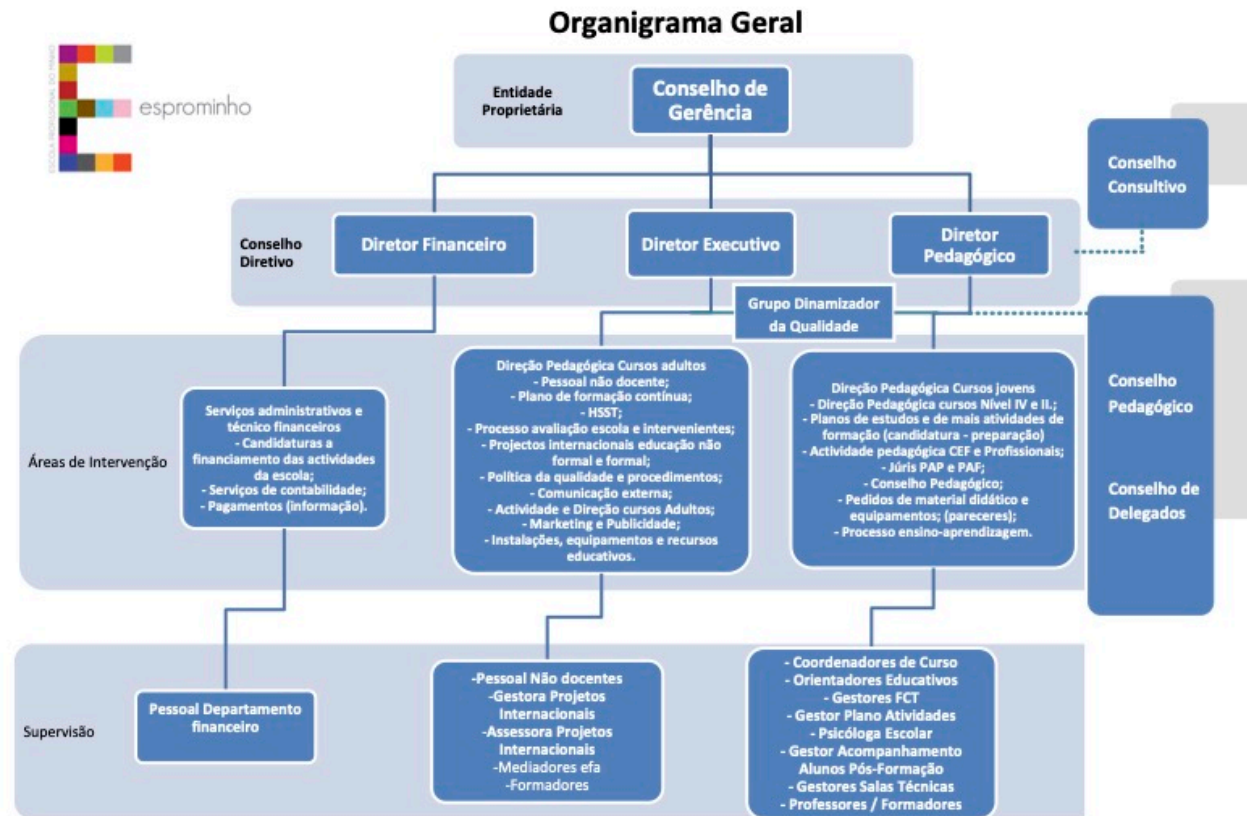 Organigrama Geral
ESCOLA PROFISSIONAL DO MINHO
esprominho
Entidade
Proprietária
Conselho de
Gerência
Conselho
Consultivo
Conselho
Diretivo
Diretor Financeiro
Diretor Executivo
Diretor
Pedagógico
Grupo Dinamizador
da Qualidade
Conselho
Pedagógico
Conselho de
Delegados
Áreas de Intervenção
Serviços administrativos e
técnico financeiros
- Candidaturas a
financiamento das actividades
da escola;
- Serviços de contabilidade;
- Pagamentos (informação).
Direção Pedagógica Cursos adultos
- Pessoal não docente;
- Plano de formação contínua;
- HSST;
- Processo avaliação escola e intervenientes;
- Projectos internacionais educação não
formal e formal;
- Política da qualidade e procedimentos;
- Comunicação externa;
- Actividade e Direção cursos Adultos;
- Marketing e Publicidade;
- Instalações, equipamentos e recursos
educativos.
Direção Pedagógica Cursos jovens
- Direção Pedagógica cursos Nível IV e II.;
- Planos de estudos e de mais atividades de
formação (candidatura - preparação)
- Actividade pedagógica CEF e Profissionais;
- Júris PAP e PAF;
- Conselho Pedagógico;
- Pedidos de material didático e
equipamentos; (pareceres);
- Processo ensino-aprendizagem.
Supervisão
Pessoal Departamento
financeiro
-Pessoal Não docentes
-Gestora Projetos
Internacionais
-Assessora Projetos
Internacionais
-Mediadores efa
-Formadores
- Coordenadores de Curso
- Orientadores Educativos
- Gestores FCT
- Gestor Plano Atividades
- Psicóloga Escolar
- Gestor Acompanhamento
Alunos Pós-Formação
- Gestores Salas Técnicas
- Professores / Formadores